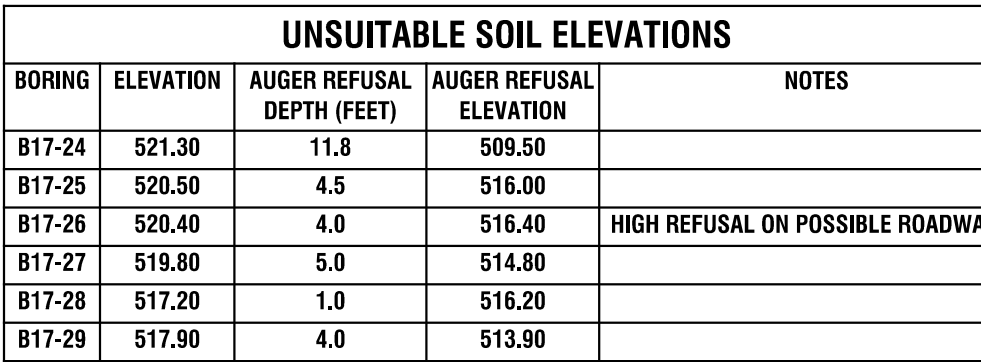 UNSUITABLE SOIL ELEVATIONS
BORING ELEVATION AUGER REFUSAL DEPTH (FEET) AUGER REFUSAL ELEVATION NOTES
B17-24 521.30 11.8 509.50
B17-25 520.50 4.5 516.00
B17-26 520.40 4.0 516.40 HIGH REFUSAL ON POSSIBLE
B17-27 519.80 5.0 514.80
B17-28 517.20 1.0 516.20
B17-29 517.90 4.0 513.90